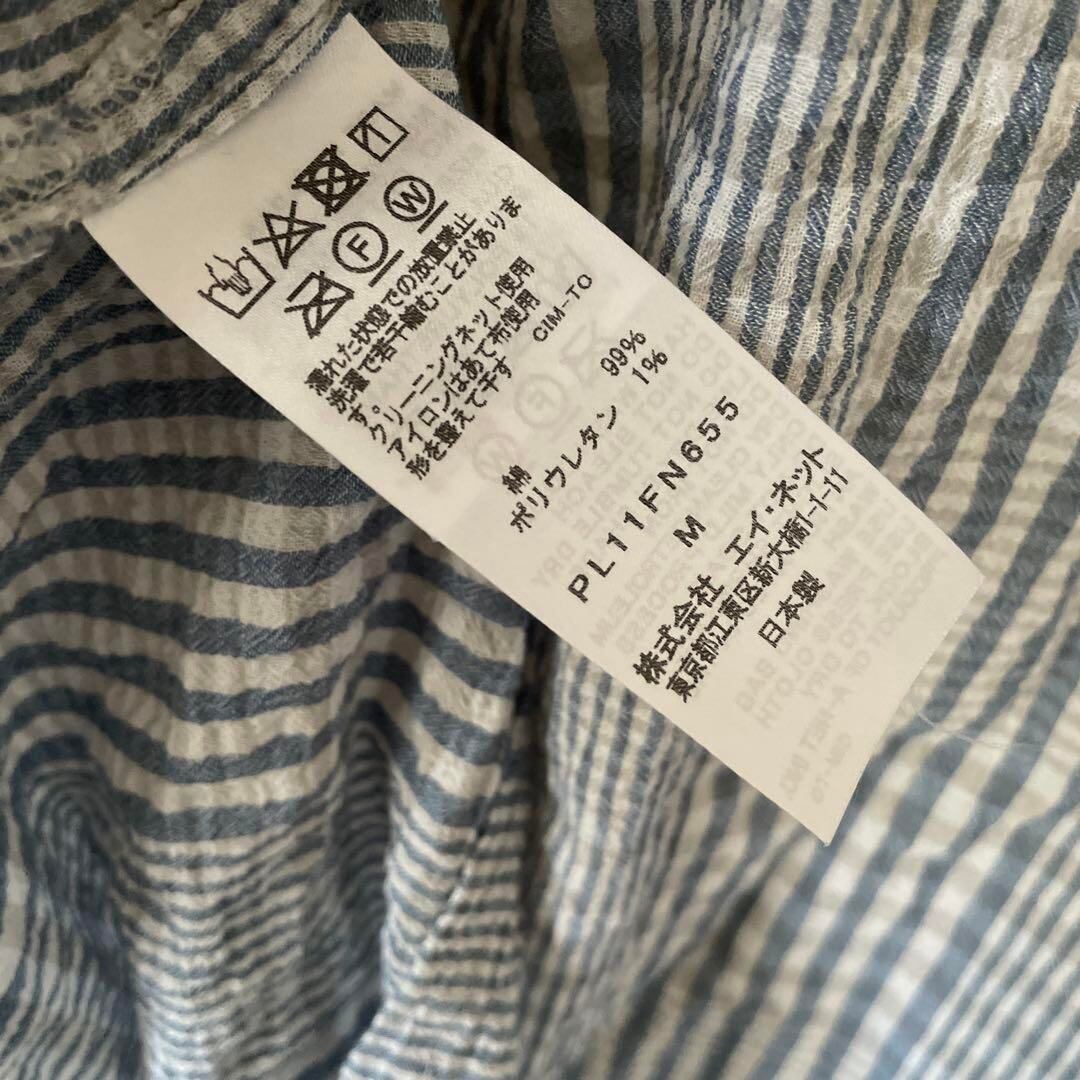 F
W
濡れた状態での放置禁止
洗濯で若干縮むことがありま
す
クリーニングネット使用
アイロンはあて布使用
形を整えて干す
CIM-TO
綿 99%
ポリウレタン 1%
PL11FN655
M
株式会社 エイ・ネット
東京都江東区新大橋1-1-11
日本製